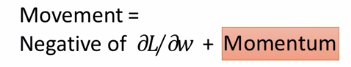 Movement =
Negative of ∂L/∂w + Momentum